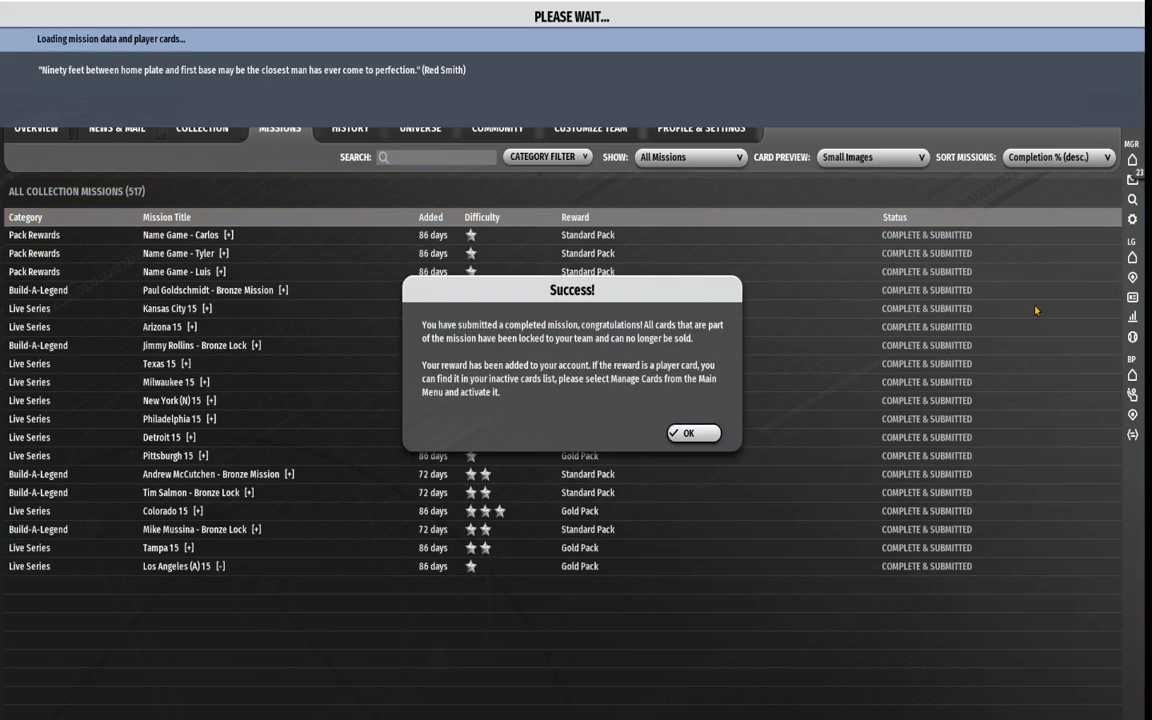 PLEASE WAIT...
Loading mission data and player cards...
"Ninety feet between home plate and first base may be the closest man has ever come to perfection." (Red Smith)
OVERVIEW NEWS & MAIL COLLECTION MISSIONS HISTORY UNIVERSE COMMUNITY CUSTOMIZE TEAM PROFILE & SETTINGS
SEARCH: CATEGORY FILTER SHOW: All Missions CARD PREVIEW: Small Images SORT MISSIONS: Completion % (desc.)
MGR
23
LG
BP
ALL COLLECTION MISSIONS (517)
Category Mission Title Added Difficulty Reward Status
Pack Rewards Name Game - Carlos [+] 86 days Standard Pack COMPLETE & SUBMITTED
Pack Rewards Name Game - Tyler [+] 86 days Standard Pack COMPLETE & SUBMITTED
Pack Rewards Name Game - Luis [+] 86 days Standard Pack COMPLETE & SUBMITTED
Build-A-Legend Paul Goldschmidt - Bronze Mission [+] COMPLETE & SUBMITTED
Live Series Kansas City 15 [+] COMPLETE & SUBMITTED
Live Series Arizona 15 [+] COMPLETE & SUBMITTED
Build-A-Legend Jimmy Rollins - Bronze Lock [+] COMPLETE & SUBMITTED
Live Series Texas 15 [+] COMPLETE & SUBMITTED
Live Series Milwaukee 15 [+] COMPLETE & SUBMITTED
Live Series New York (N) 15 [+] COMPLETE & SUBMITTED
Live Series Philadelphia 15 [+] COMPLETE & SUBMITTED
Live Series Detroit 15 [+] COMPLETE & SUBMITTED
Live Series Pittsburgh 15 [+] 86 days Gold Pack COMPLETE & SUBMITTED
Build-A-Legend Andrew McCutchen - Bronze Mission [+] 72 days Standard Pack COMPLETE & SUBMITTED
Build-A-Legend Tim Salmon - Bronze Lock [+] 72 days Standard Pack COMPLETE & SUBMITTED
Live Series Colorado 15 [+] 86 days Gold Pack COMPLETE & SUBMITTED
Build-A-Legend Mike Mussina - Bronze Lock [+] 72 days Standard Pack COMPLETE & SUBMITTED
Live Series Tampa 15 [+] 86 days Gold Pack COMPLETE & SUBMITTED
Live Series Los Angeles (A) 15 [-] 86 days Gold Pack COMPLETE & SUBMITTED
Success!
You have submitted a completed mission, congratulations! All cards that are part
of the mission have been locked to your team and can no longer be sold.
Your reward has been added to your account. If the reward is a player card, you
can find it in your inactive cards list, please select Manage Cards from the Main
Menu and activate it.
OK